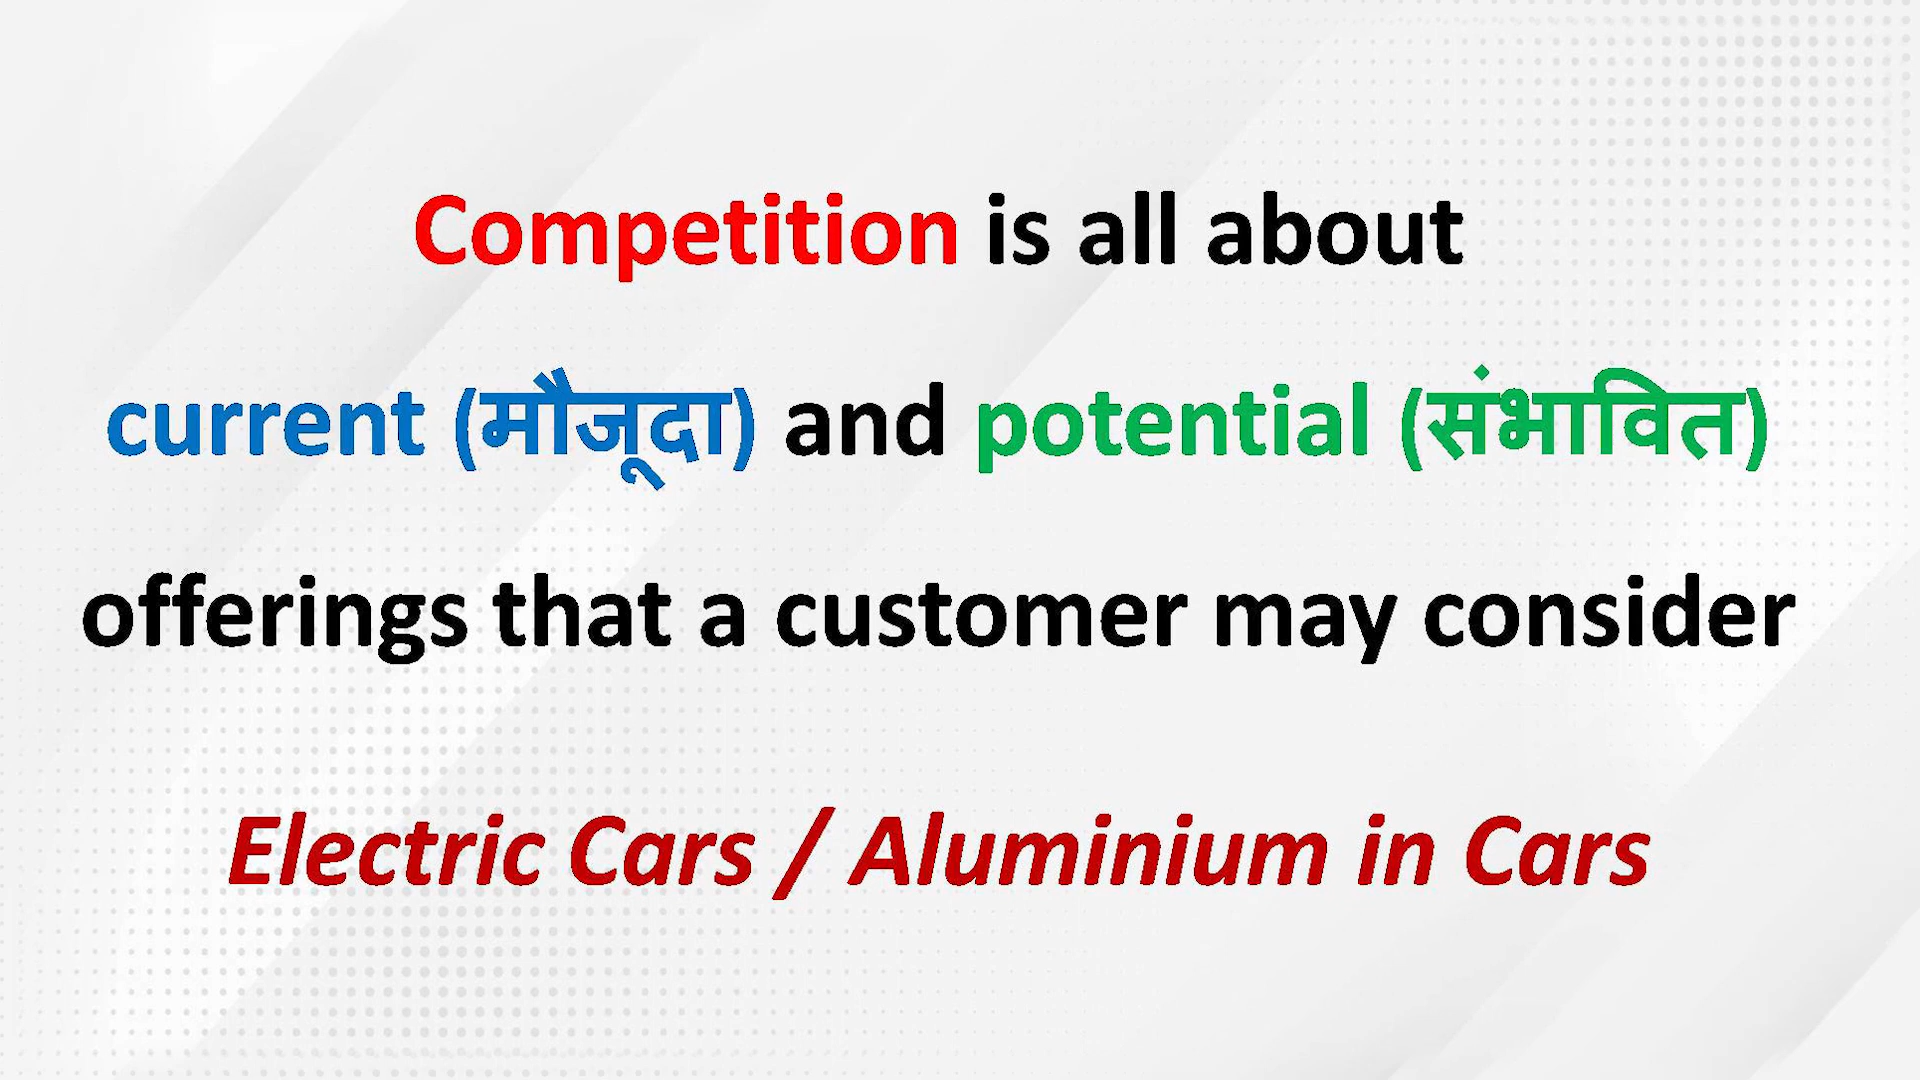 Competition is all about
current (मौजूदा) and potential (संभावित)
offerings that a customer may consider
Electric Cars / Aluminium in Cars